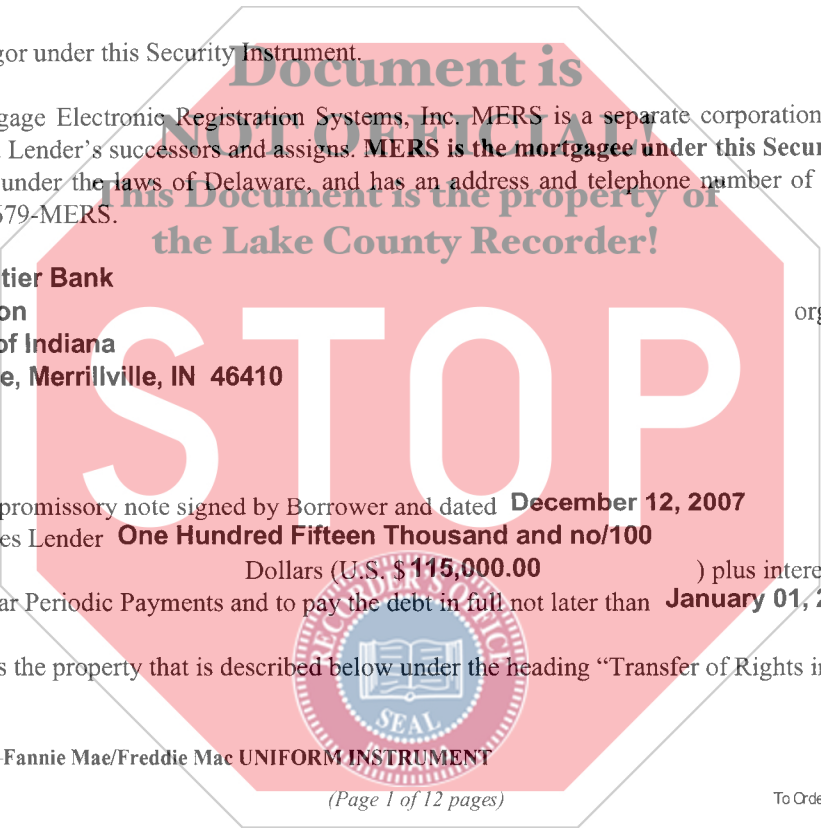 gor under this Security Instrument.
Document is
gage Electronic Registration Systems, Inc. MERS is a separate corporation
NOT OFFICIAL!
Lender's successors and assigns. MERS is the mortgagee under this Secur
under the laws of Delaware, and has an address and telephone number of
This Document is the property of
679-MERS.
the Lake County Recorder!
tier Bank
on org
of Indiana
e, Merrillville, IN 46410
STOP
promissory note signed by Borrower and dated December 12, 2007
es Lender One Hundred Fifteen Thousand and no/100
Dollars (U.S. $ 115,000.00 ) plus intere
ar Periodic Payments and to pay the debt in full not later than January 01, 2
RECORDER'S OFFICE
s the property that is described below under the heading “Transfer of Rights i
SEAL
INDIANA
-Fannie Mae/Freddie Mac UNIFORM INSTRUMENT
(Page 1 of 12 pages)
To Orde